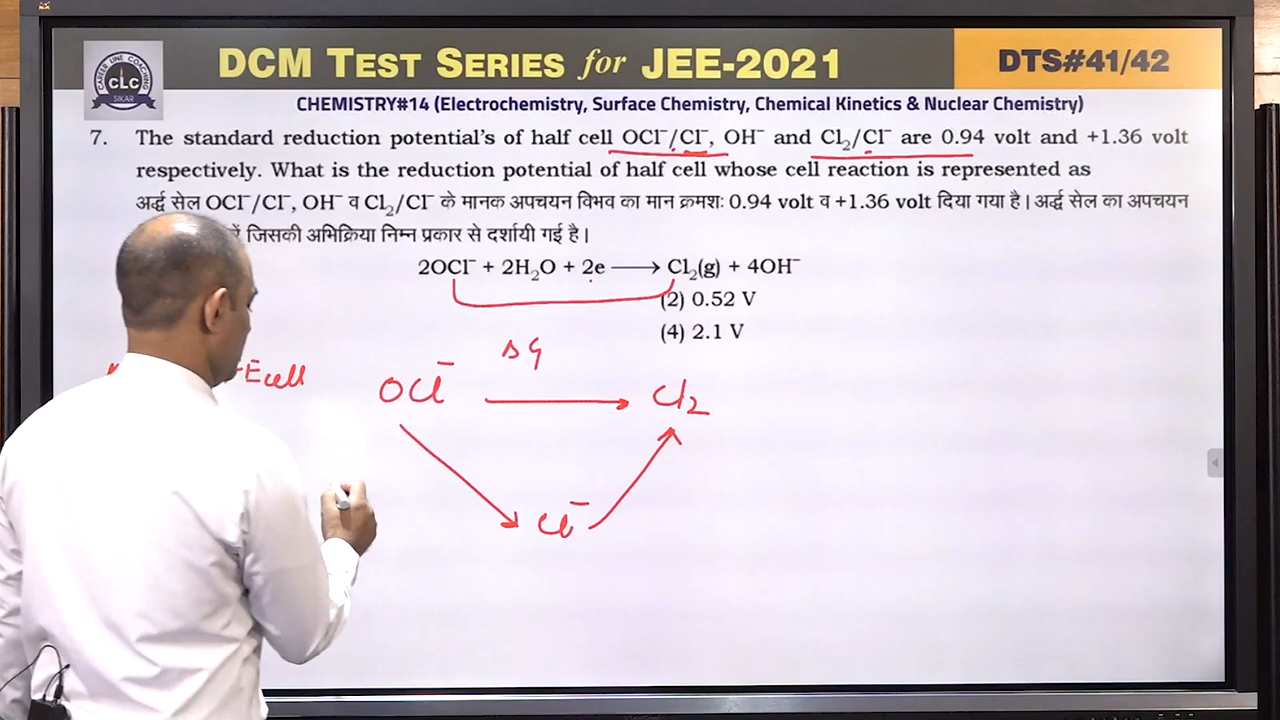 DCM TEST SERIES for JEE-2021
DTS#41/42
CAREER LINE COACHING
CLC
SIKAR
CHEMISTRY#14 (Electrochemistry, Surface Chemistry, Chemical Kinetics & Nuclear Chemistry)
7. The standard reduction potential's of half cell OCl⁻/Cl⁻, OH⁻ and Cl₂/Cl⁻ are 0.94 volt and +1.36 volt
respectively. What is the reduction potential of half cell whose cell reaction is represented as
अर्द्ध सेल OCl⁻/Cl⁻, OH⁻ व Cl₂/Cl⁻ के मानक अपचयन विभव का मान क्रमशः 0.94 volt व +1.36 volt दिया गया है। अर्द्ध सेल का अपचयन
जिसकी अभिक्रिया निम्न प्रकार से दर्शायी गई है।
2OCl⁻ + 2H₂O + 2e ⟶ Cl₂(g) + 4OH⁻
(2) 0.52 V
(4) 2.1 V
Ecell
OCl⁻ ΔG Cl₂
Cl⁻